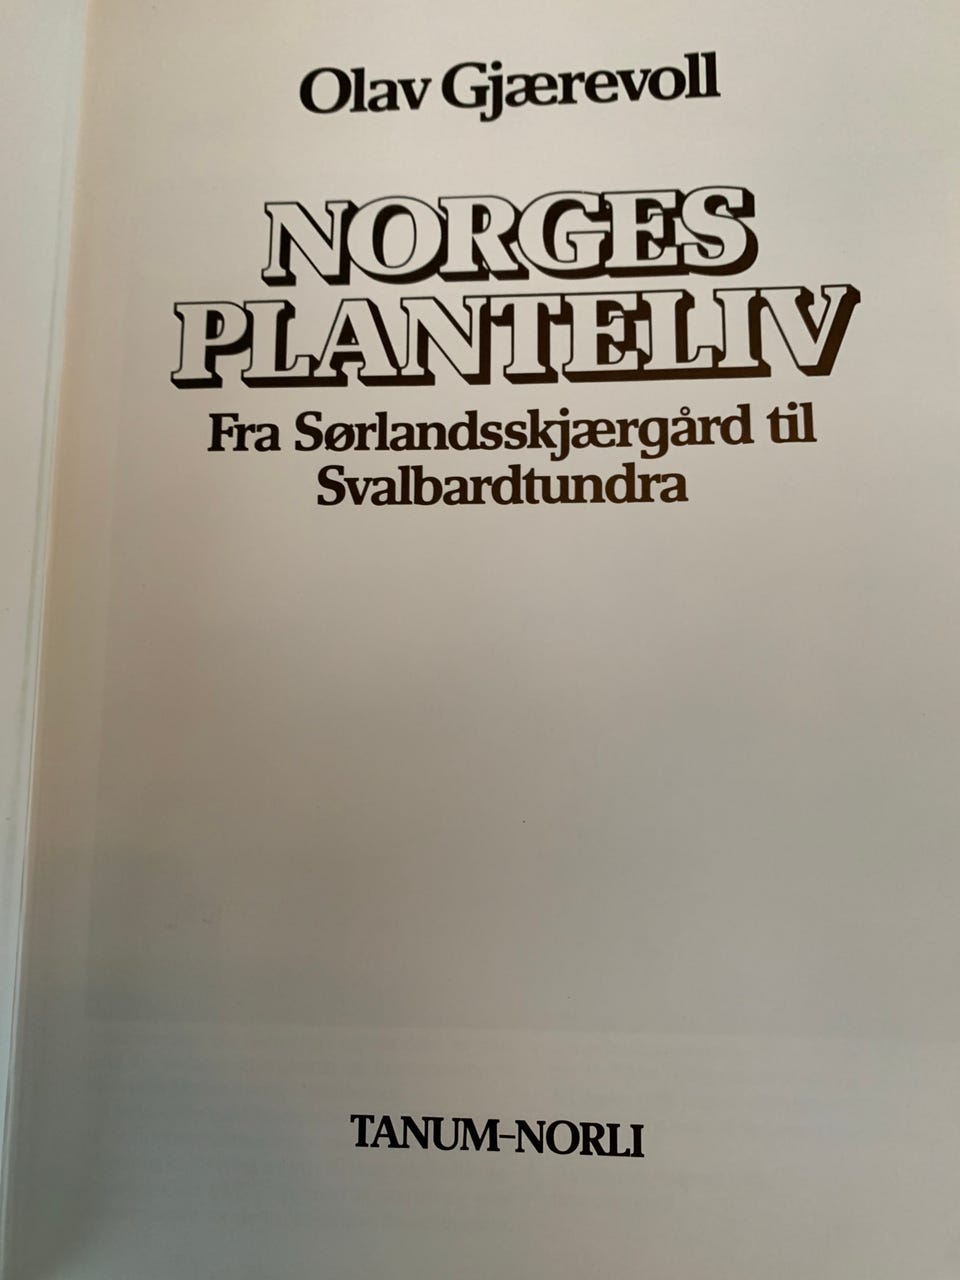 Olav Gjærevoll
NORGES
PLANTELIV
Fra Sørlandsskjærgård til
Svalbardtundra
TANUM-NORLI